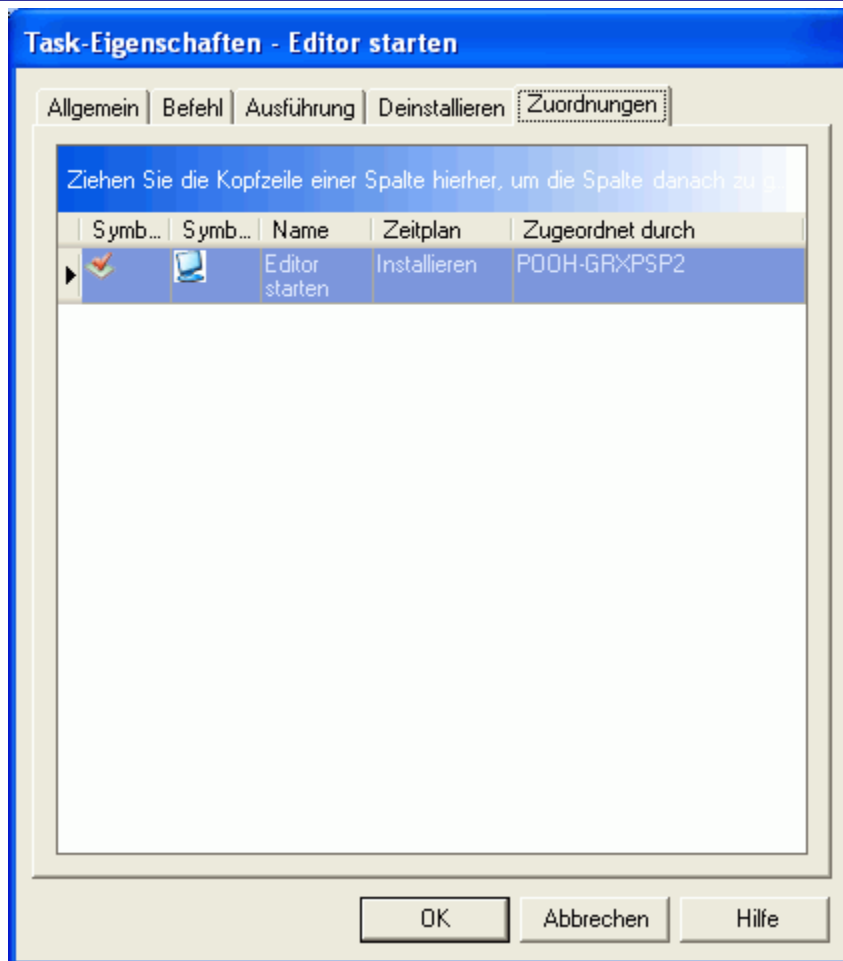 Task-Eigenschaften - Editor starten
Allgemein Befehl Ausführung Deinstallieren Zuordnungen
Ziehen Sie die Kopfzeile einer Spalte hierher, um die Spalte danach zu g...
Symb... Symb... Name Zeitplan Zugeordnet durch
Editor starten Installieren POOH-GRXPSP2
OK Abbrechen Hilfe